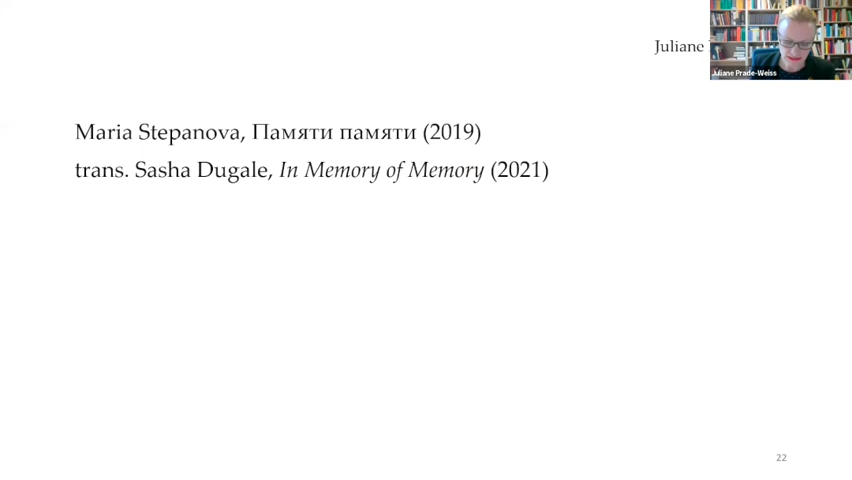 Juliane
Juliane Prade-Weiss
Maria Stepanova, Памяти памяти (2019)
trans. Sasha Dugale, In Memory of Memory (2021)
22